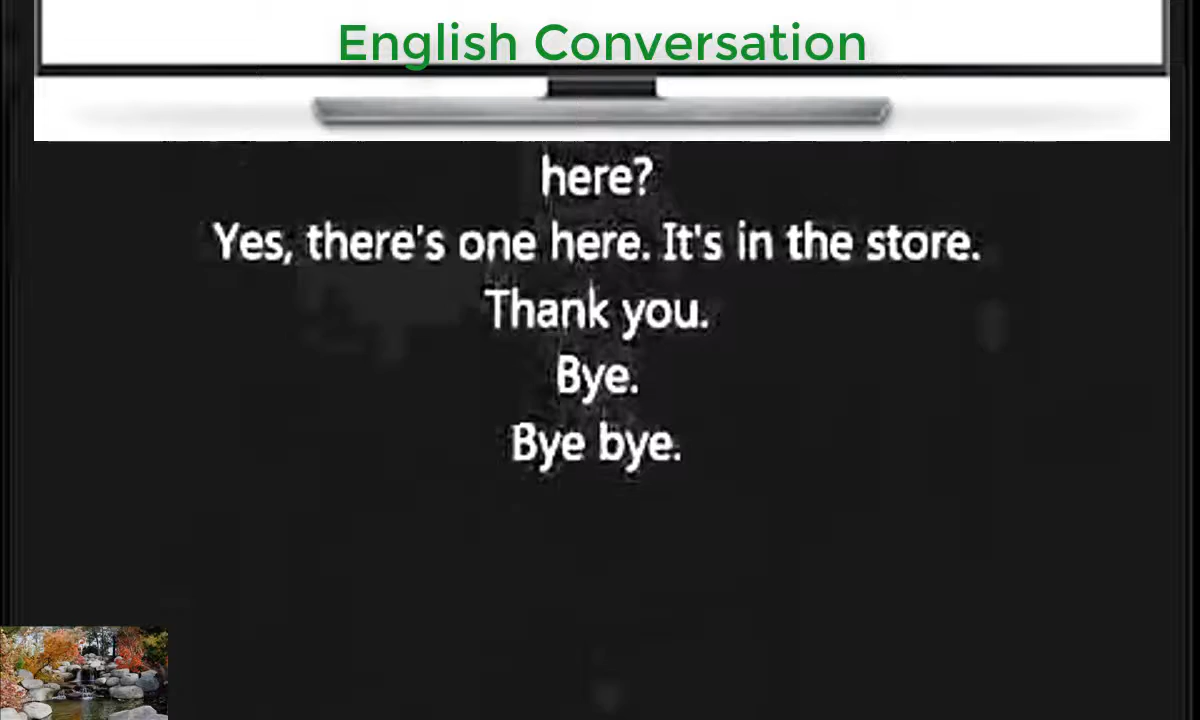 English Conversation
here?
Yes, there's one here. It's in the store.
Thank you.
Bye.
Bye bye.